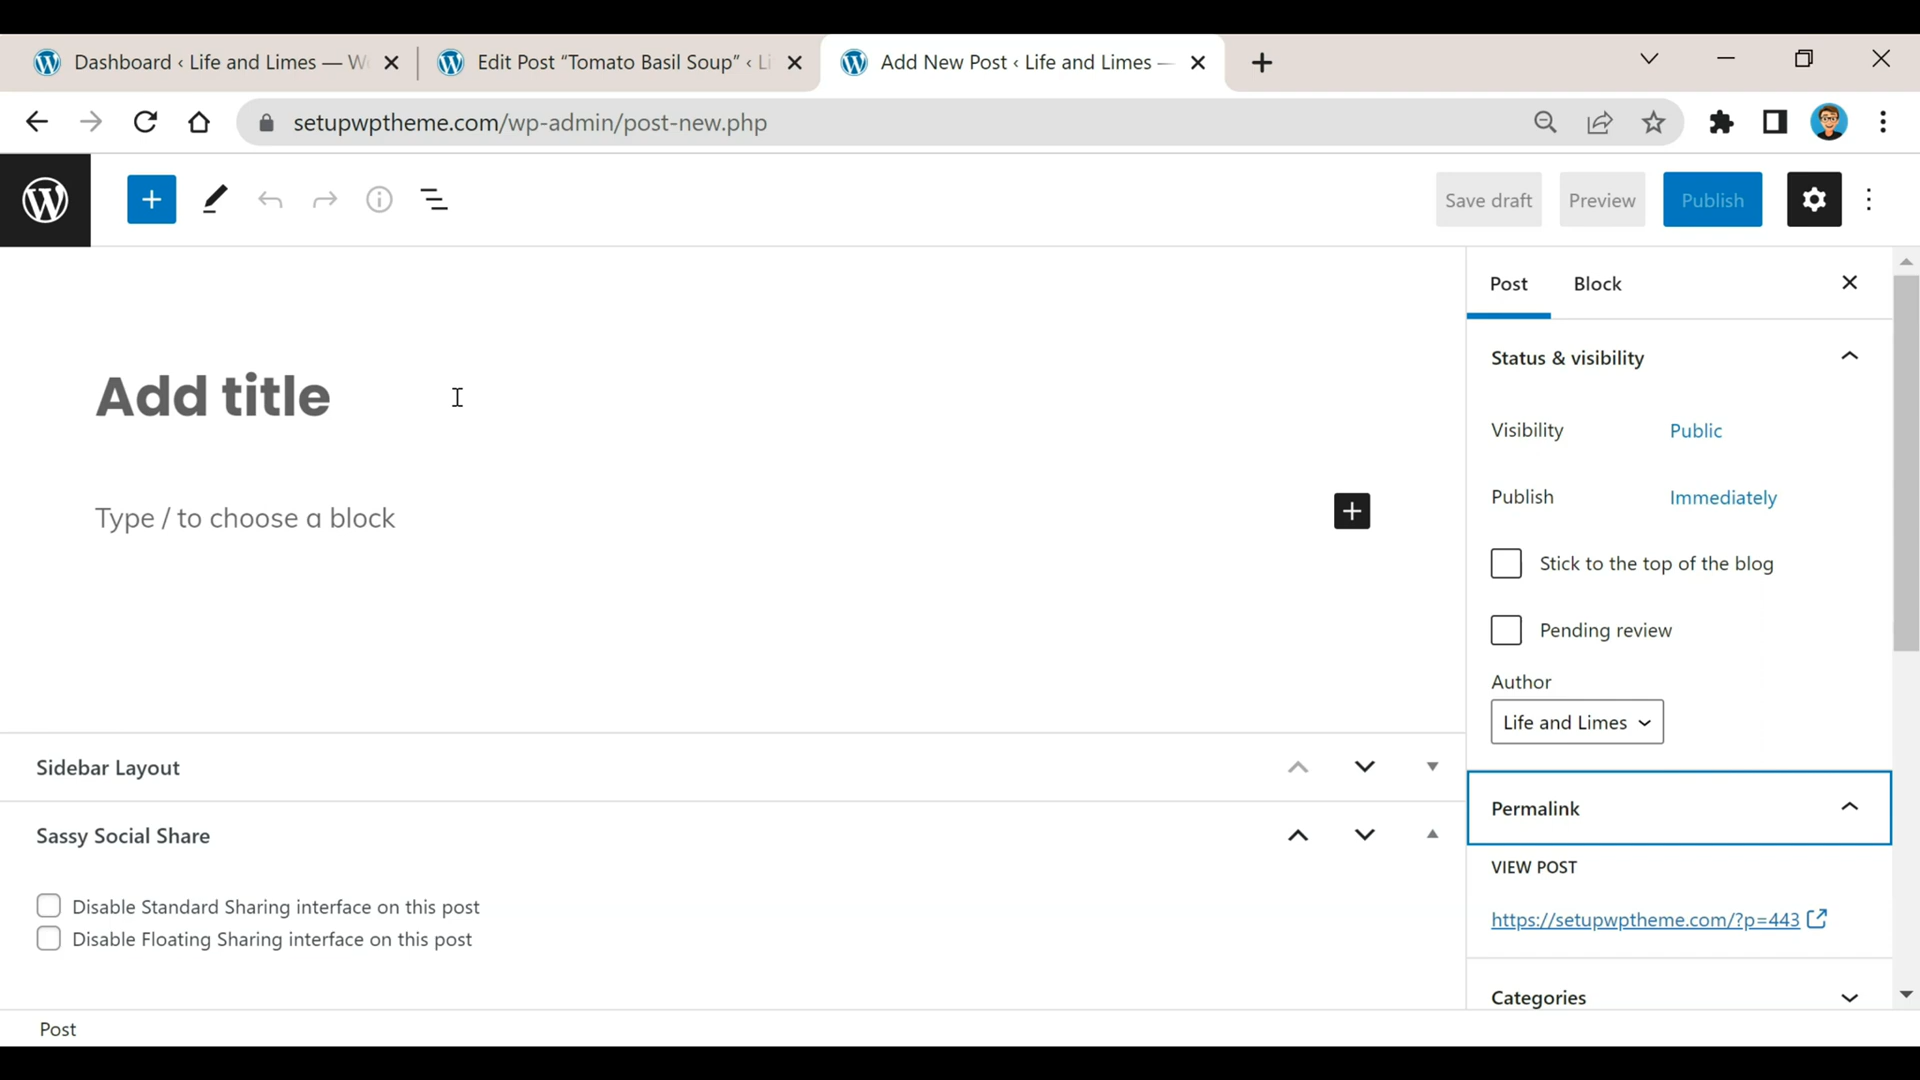 Dashboard ‹ Life and Limes —
Edit Post “Tomato Basil Soup” ‹
Add New Post ‹ Life and Limes —
setupwptheme.com/wp-admin/post-new.php
Save draft
Preview
Publish
Post
Block
Status & visibility
Add title
Visibility
Public
Type / to choose a block
Publish
Immediately
Stick to the top of the blog
Pending review
Author
Life and Limes
Sidebar Layout
Permalink
Sassy Social Share
VIEW POST
Disable Standard Sharing interface on this post
https://setupwptheme.com/?p=443
Disable Floating Sharing interface on this post
Categories
Post